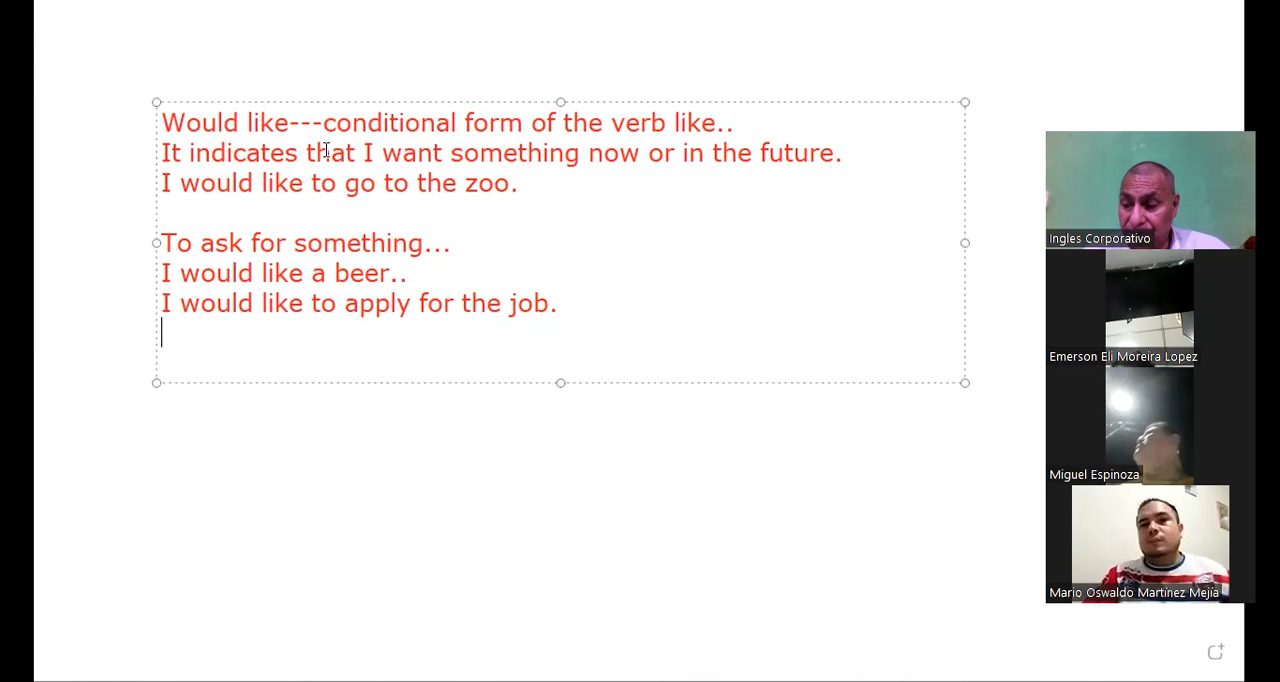 Would like---conditional form of the verb like..
It indicates that I want something now or in the future.
I would like to go to the zoo.
To ask for something...
I would like a beer..
I would like to apply for the job.
Ingles Corporativo
Emerson Eli Moreira Lopez
Miguel Espinoza
Mario Oswaldo Martínez Mejía